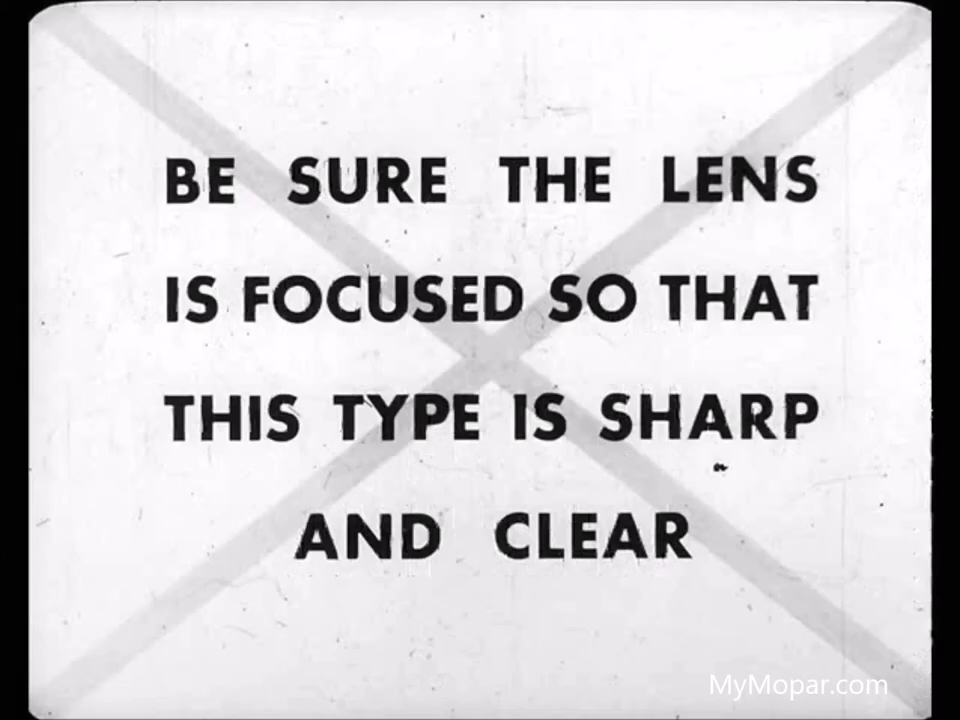 BE SURE THE LENS
IS FOCUSED SO THAT
THIS TYPE IS SHARP
AND CLEAR
MyMopar.com